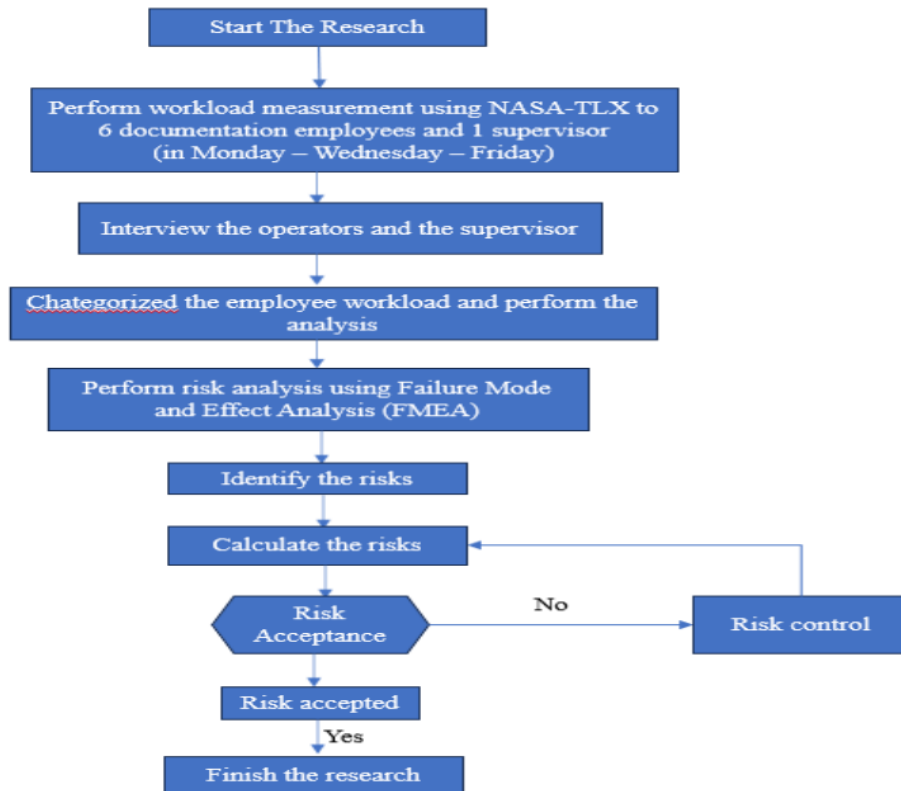 Start The Research
Perform workload measurement using NASA-TLX to
6 documentation employees and 1 supervisor
(in Monday – Wednesday – Friday)
Interview the operators and the supervisor
Chategorized the employee workload and perform the
analysis
Perform risk analysis using Failure Mode
and Effect Analysis (FMEA)
Identify the risks
Calculate the risks
Risk
Acceptance
No
Risk control
Risk accepted
Yes
Finish the research